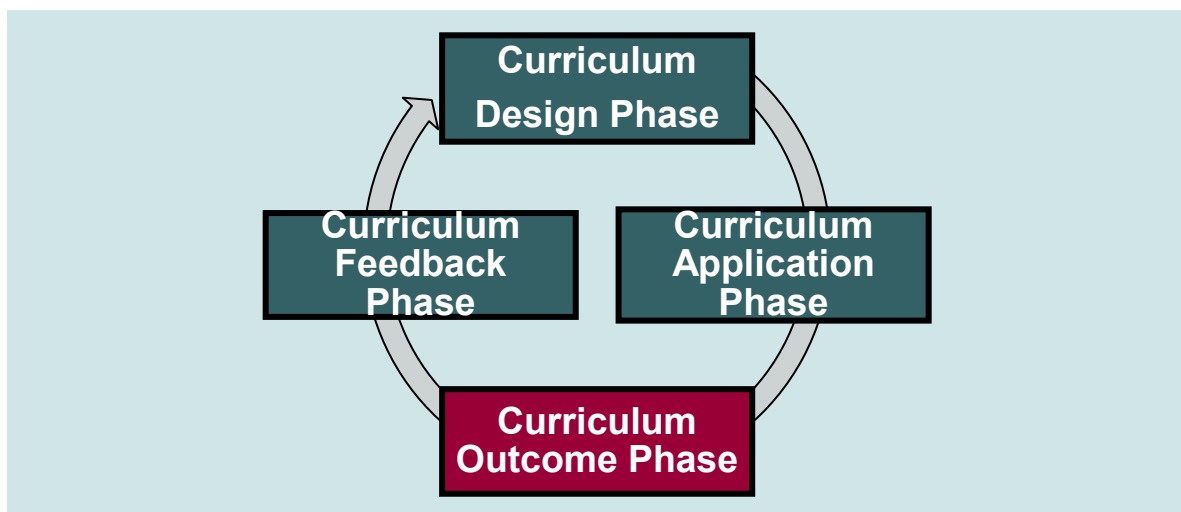 Curriculum
Design Phase
Curriculum
Feedback
Phase
Curriculum
Application
Phase
Curriculum
Outcome Phase